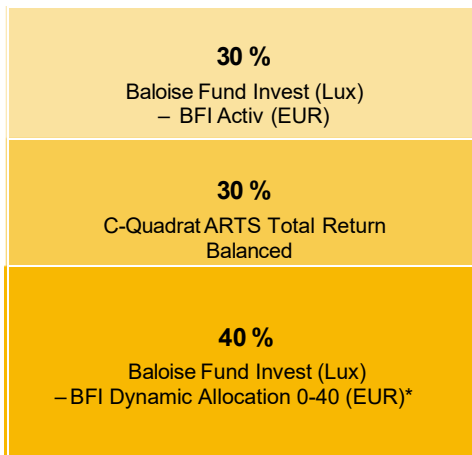 30 %
Baloise Fund Invest (Lux)
– BFI Activ (EUR)
30 %
C-Quadrat ARTS Total Return
Balanced
40 %
Baloise Fund Invest (Lux)
– BFI Dynamic Allocation 0-40 (EUR)*